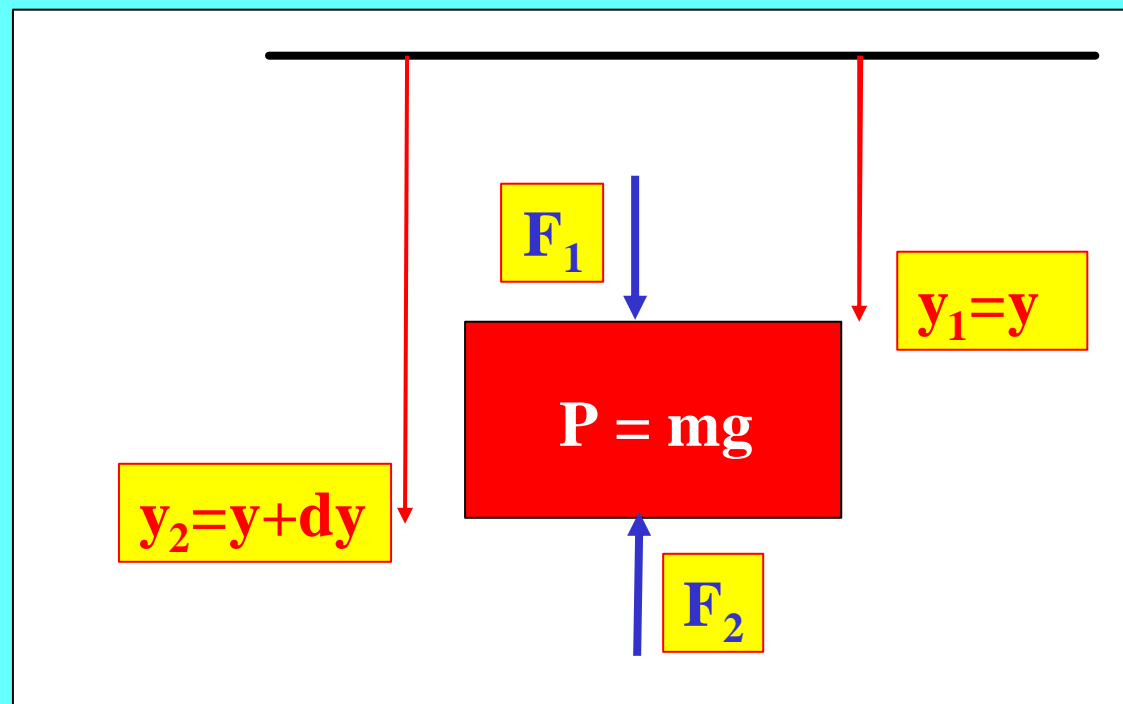 F₁
y₁=y
P = mg
y₂=y+dy
F₂